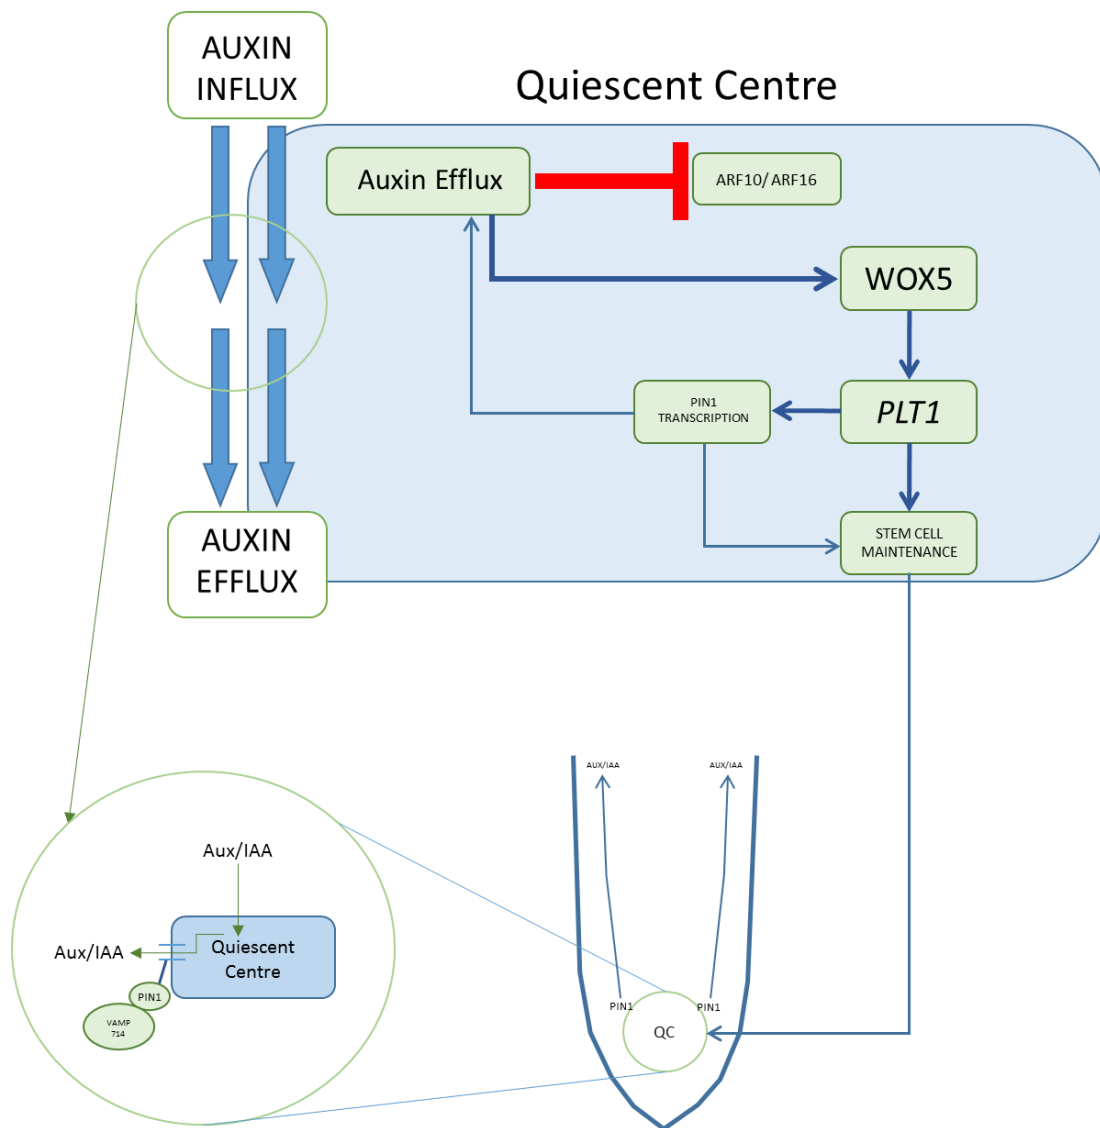 AUXIN
INFLUX
Quiescent Centre
Auxin Efflux
ARF10/ ARF16
WOX5
PIN1
TRANSCRIPTION
PLT1
AUXIN
EFFLUX
STEM CELL
MAINTENANCE
AUX/IAA
AUX/IAA
Aux/IAA
Aux/IAA
Quiescent
Centre
PIN1
VAMP
714
PIN1
PIN1
QC